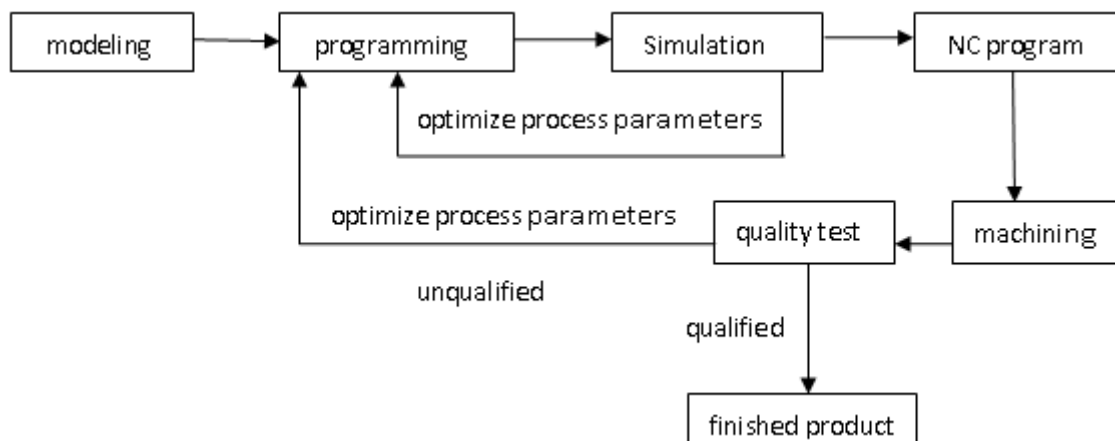 modeling
programming
Simulation
NC program
optimize process parameters
optimize process parameters
quality test
machining
unqualified
qualified
finished product